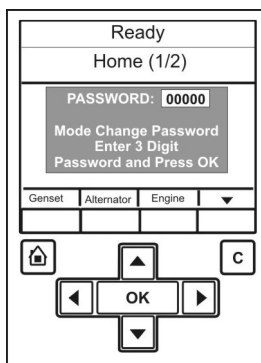 Ready
Home (1/2)
PASSWORD: 00000
Mode Change Password
Enter 3 Digit
Password and Press OK
Genset Alternator Engine
C
OK